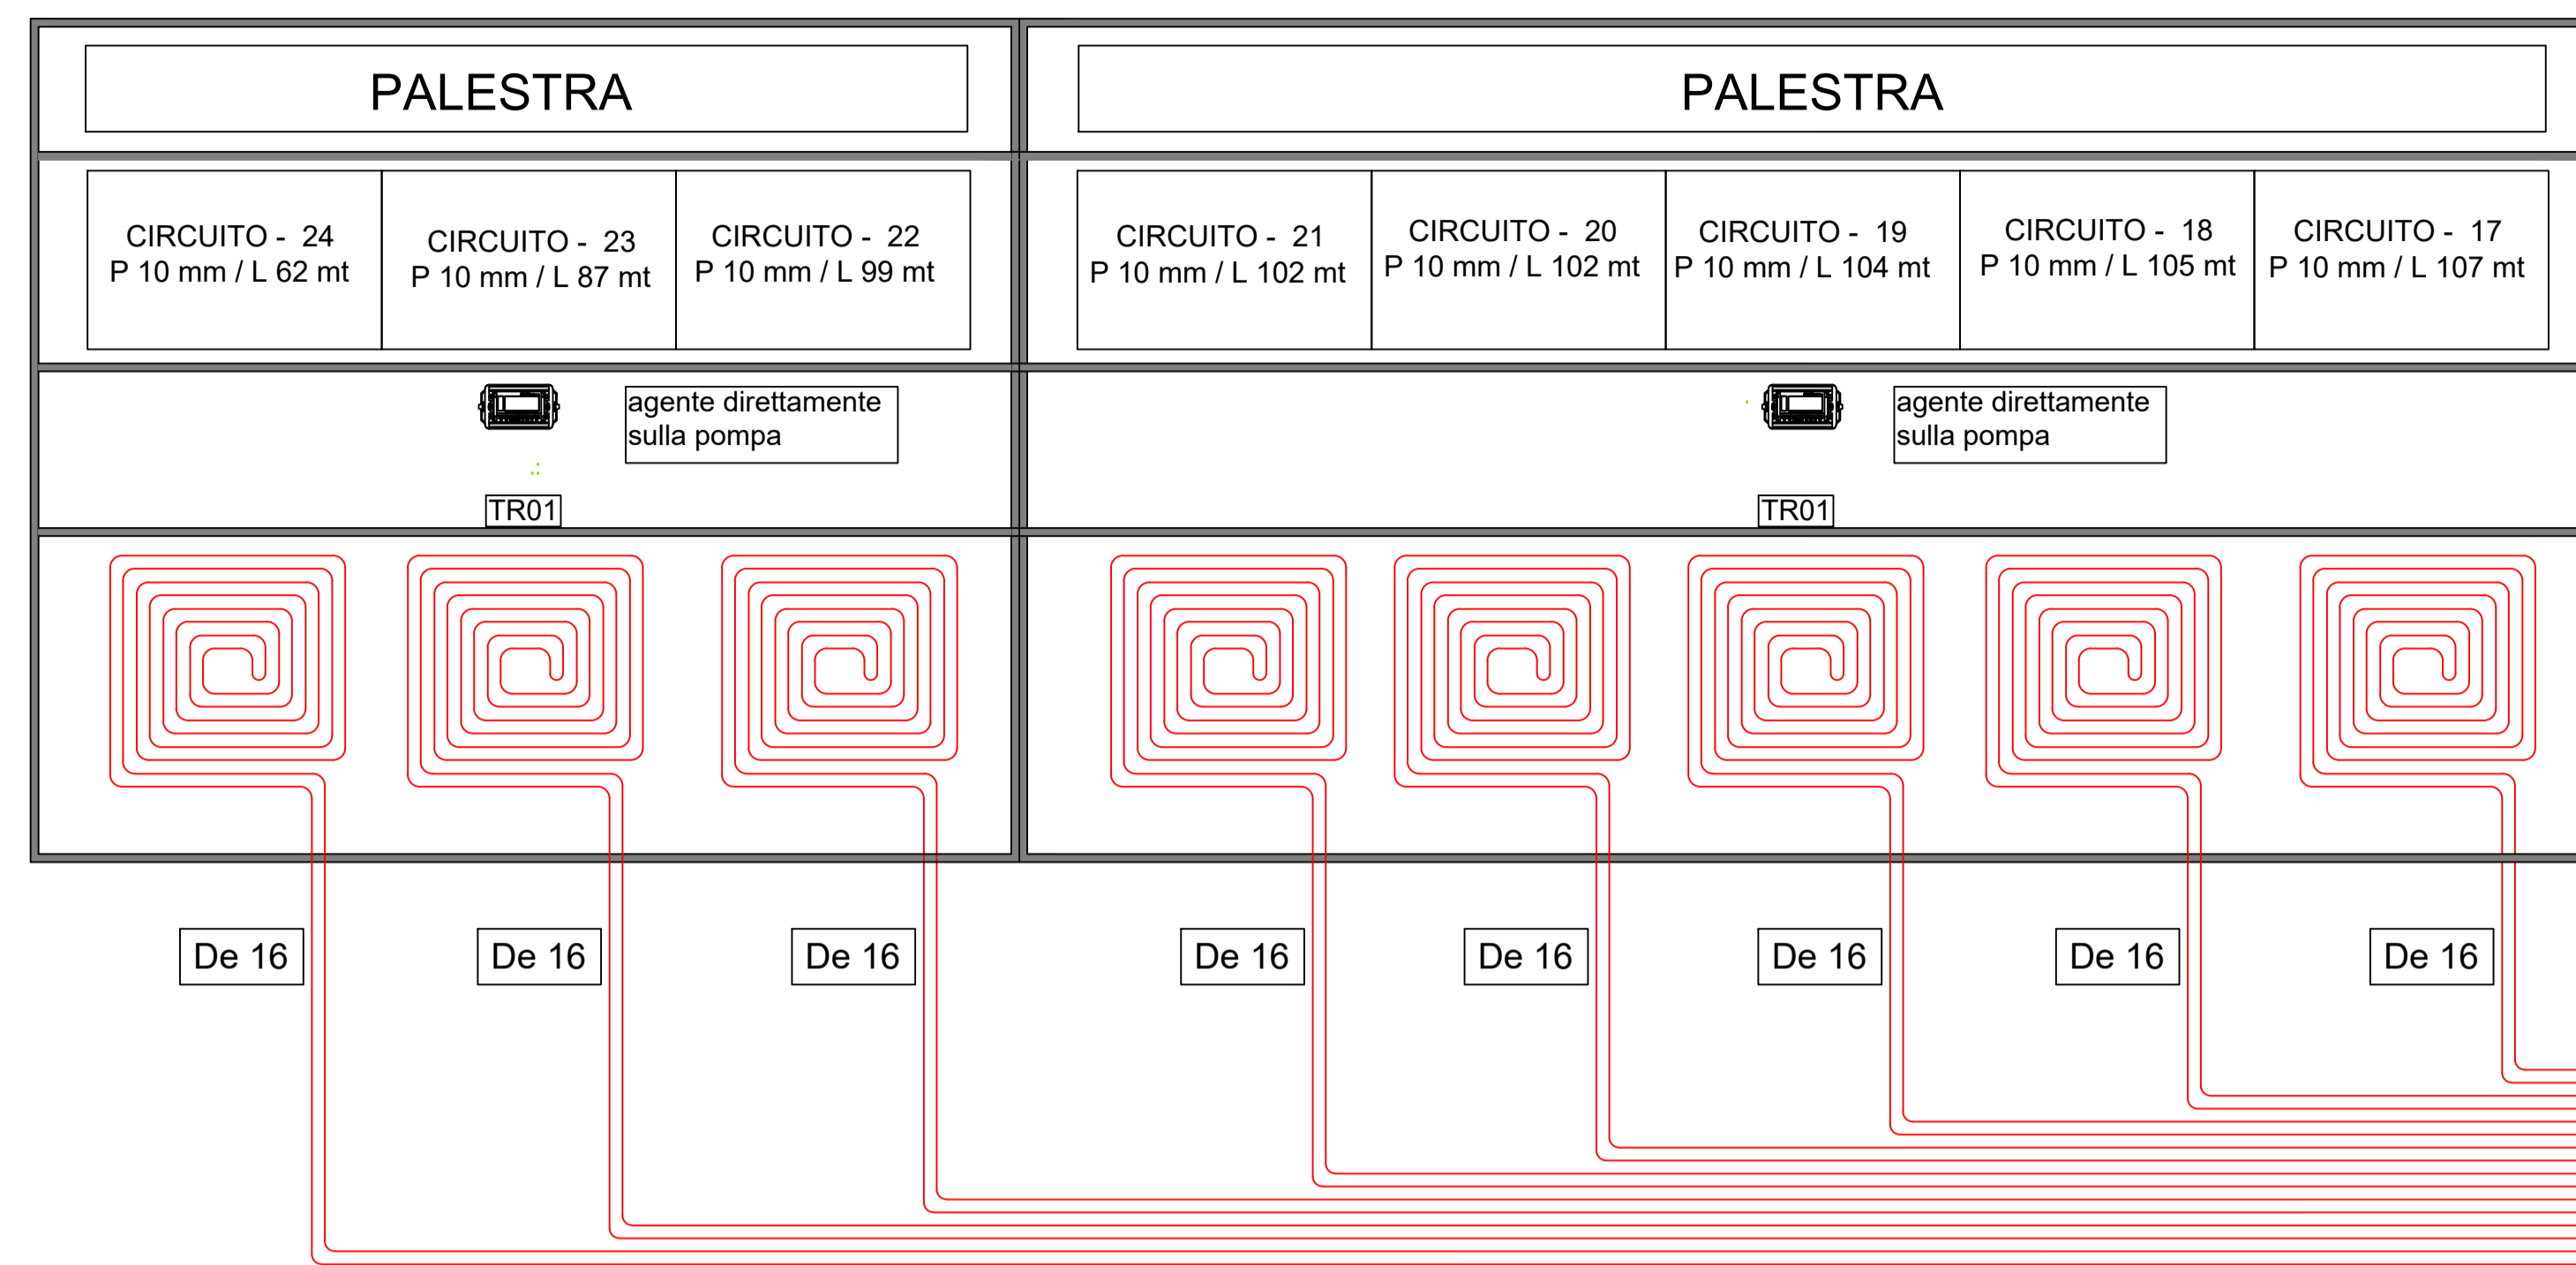 PALESTRA
PALESTRA
CIRCUITO - 24
P 10 mm / L 62 mt
CIRCUITO - 23
P 10 mm / L 87 mt
CIRCUITO - 22
P 10 mm / L 99 mt
CIRCUITO - 21
P 10 mm / L 102 mt
CIRCUITO - 20
P 10 mm / L 102 mt
CIRCUITO - 19
P 10 mm / L 104 mt
CIRCUITO - 18
P 10 mm / L 105 mt
CIRCUITO - 17
P 10 mm / L 107 mt
agente direttamente
sulla pompa
TR01
agente direttamente
sulla pompa
TR01
De 16
De 16
De 16
De 16
De 16
De 16
De 16
De 16